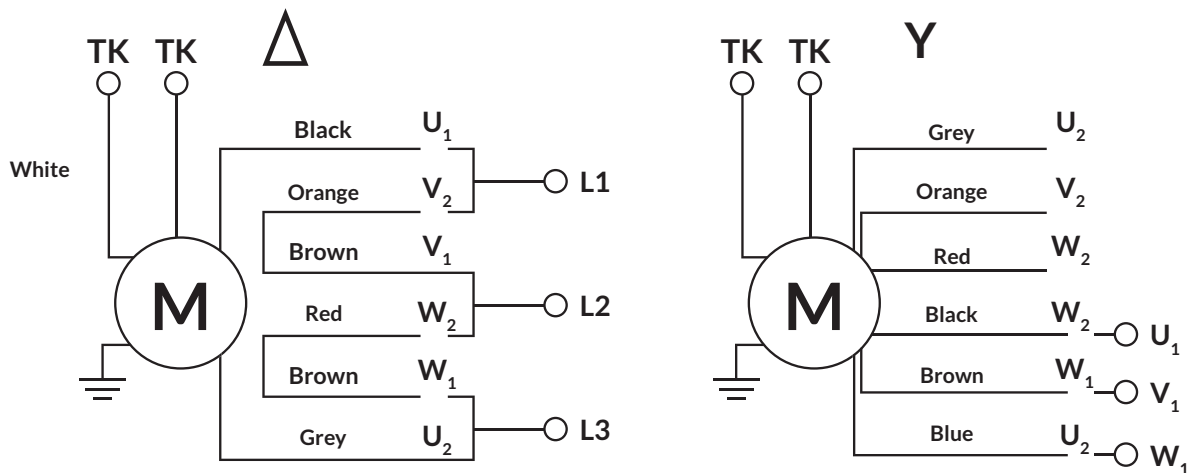 TK TK Δ
White
Black U1
Orange V2
L1
Brown V1
Red W2
L2
Brown W1
Grey U2
L3
M
TK TK Y
Grey U2
Orange V2
Red W2
Black W2 U1
Brown W1 V1
Blue U2 W1
M